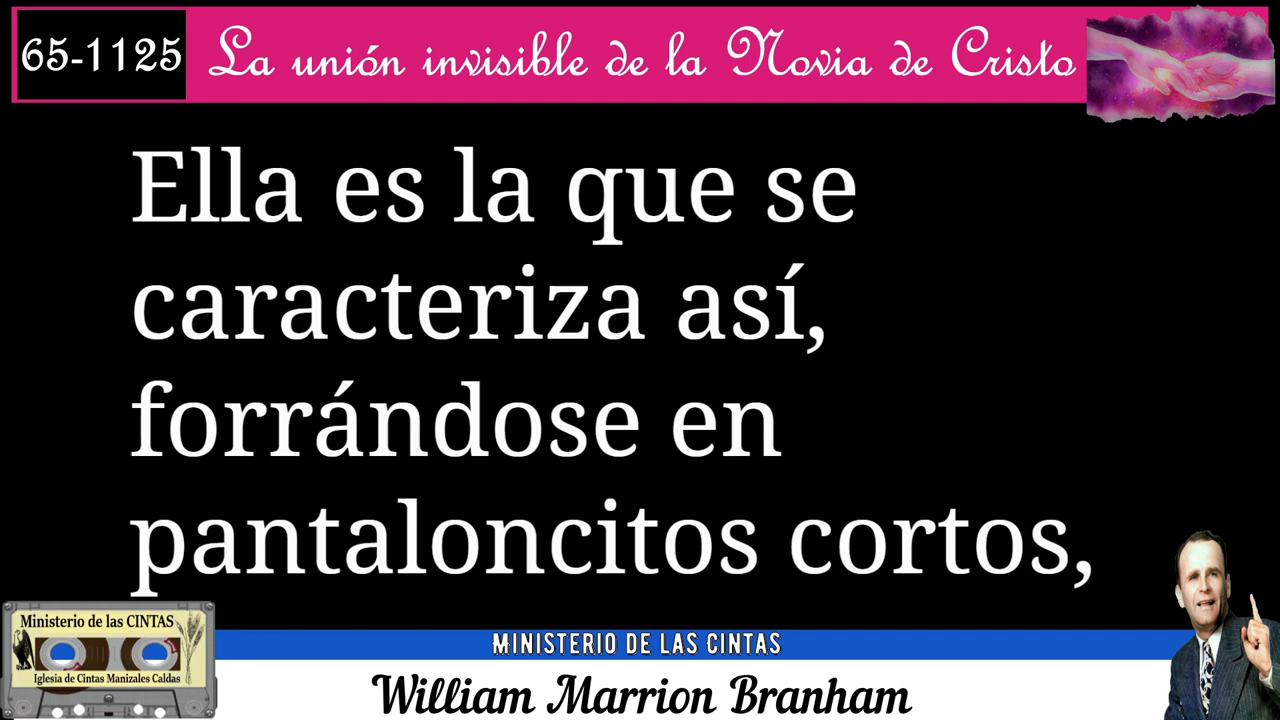 65-1125 La unión invisible de la Novia de Cristo
Ella es la que se
caracteriza así,
forrándose en
pantaloncitos cortos,
Ministerio de las CINTAS
Iglesia de Cintas Manizales Caldas
MINISTERIO DE LAS CINTAS
William Marrion Branham